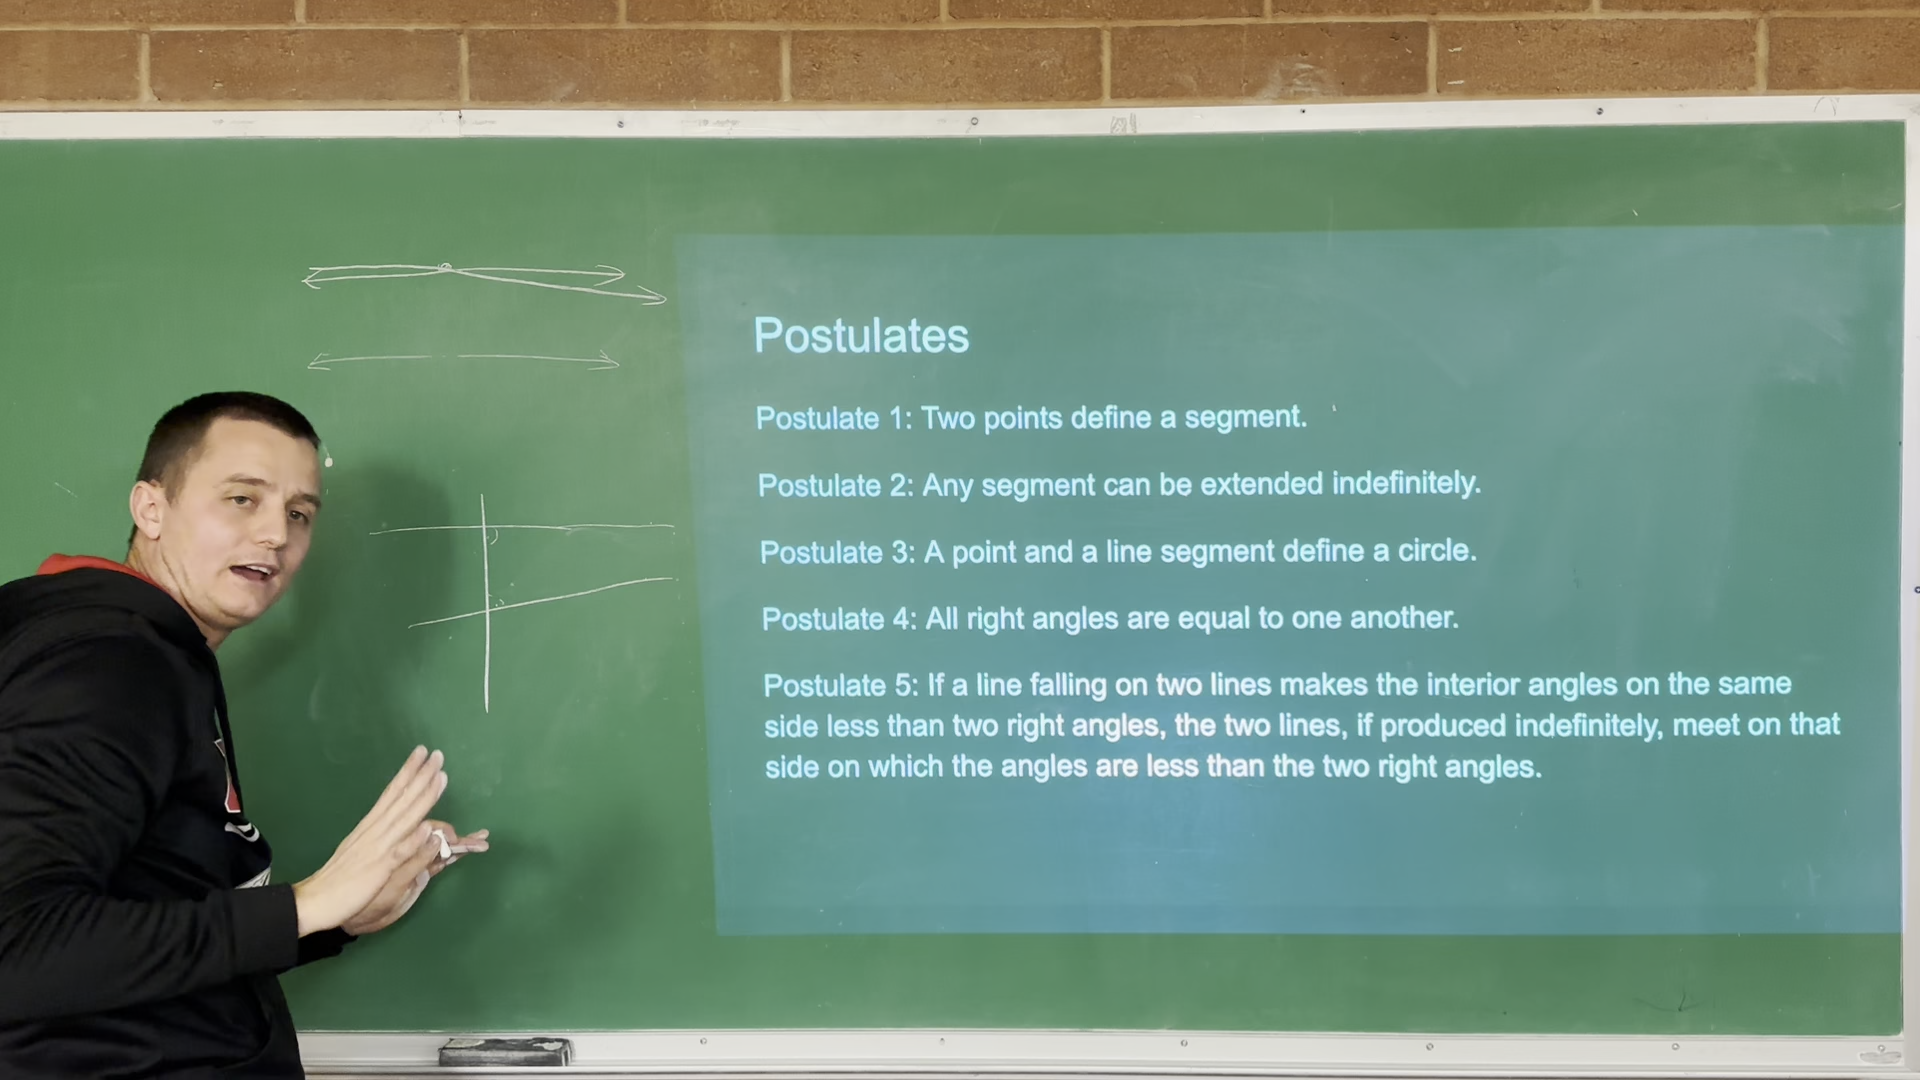 Postulates
Postulate 1: Two points define a segment.
Postulate 2: Any segment can be extended indefinitely.
Postulate 3: A point and a line segment define a circle.
Postulate 4: All right angles are equal to one another.
Postulate 5: If a line falling on two lines makes the interior angles on the same
side less than two right angles, the two lines, if produced indefinitely, meet on that
side on which the angles are less than the two right angles.